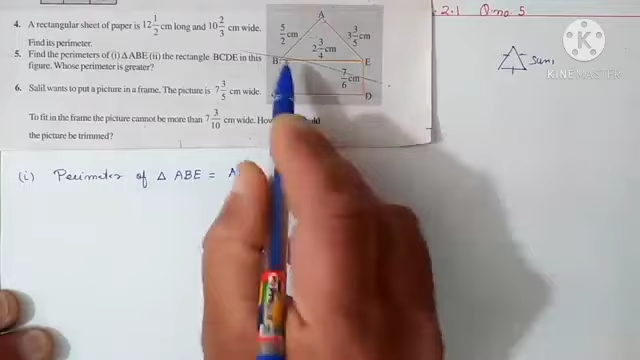 2.1 Q no. 5
4. A rectangular sheet of paper is 12 1/2 cm long and 10 2/3 cm wide.
Find its perimeter.
5. Find the perimeters of (i) Δ ABE (ii) the rectangle BCDE in this
figure. Whose perimeter is greater?
6. Salil wants to put a picture in a frame. The picture is 7 3/5 cm wide.
To fit in the frame the picture cannot be more than 7 3/10 cm wide.
the picture be trimmed?
A
5/2 cm
3 3/5 cm
2 3/4 cm
B
E
7/6 cm
D
Sum
(i) Perimeter of Δ ABE = A
Made With
KINEMASTER